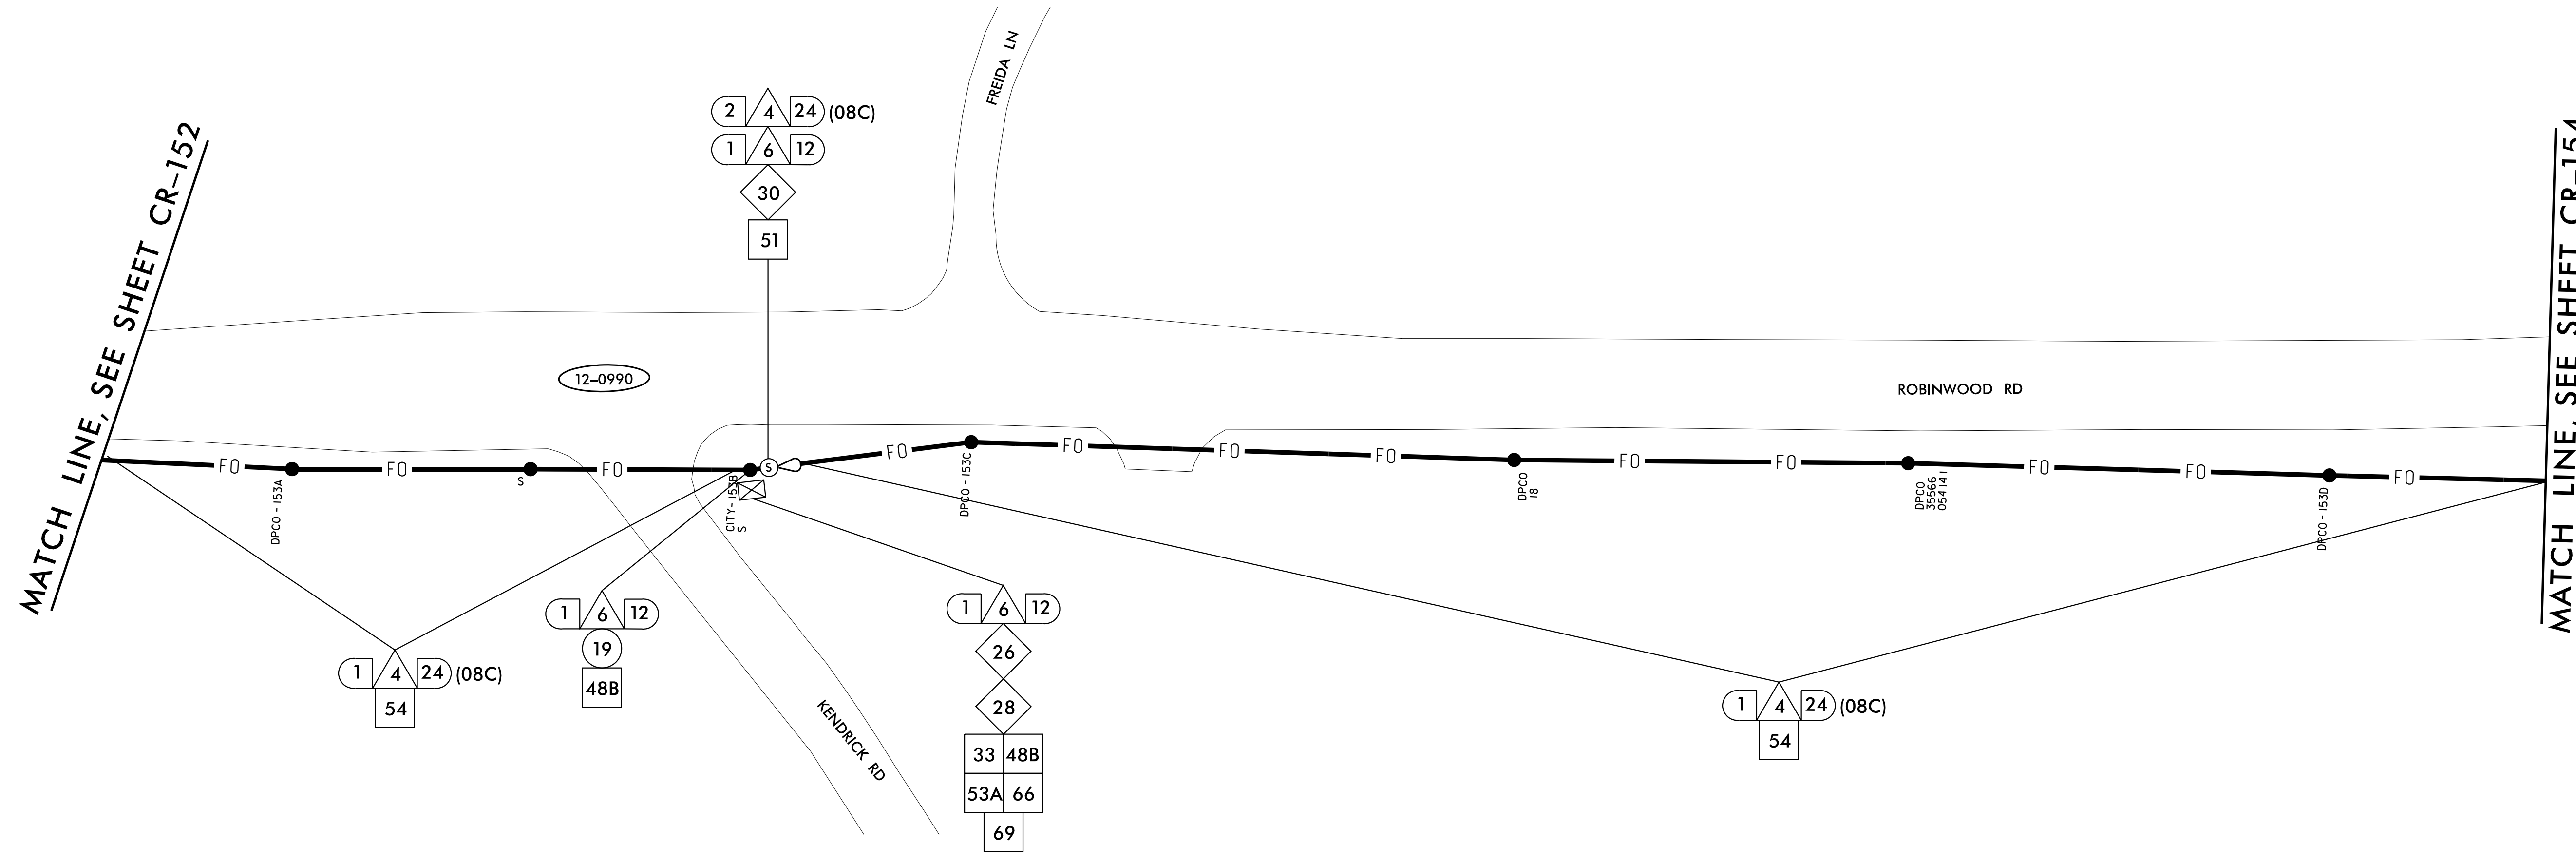 FREIDA LN
2 4 24 (08C)
1 6 12
30
51
MATCH LINE, SEE SHEET CR-152
MATCH LINE, SEE SHEET CR-154
12-0990
ROBINWOOD RD
FO FO FO S FO FO FO FO FO FO FO FO FO
DPCO - 153A
S
CITY - 153B
S
DPCO - 153C
DPCO
18
DPCO
35566
054141
DPCO - 153D
1 4 24 (08C)
54
1 6 12
19
48B
1 6 12
26
28
33 48B
53A 66
69
KENDRICK RD
1 4 24 (08C)
54